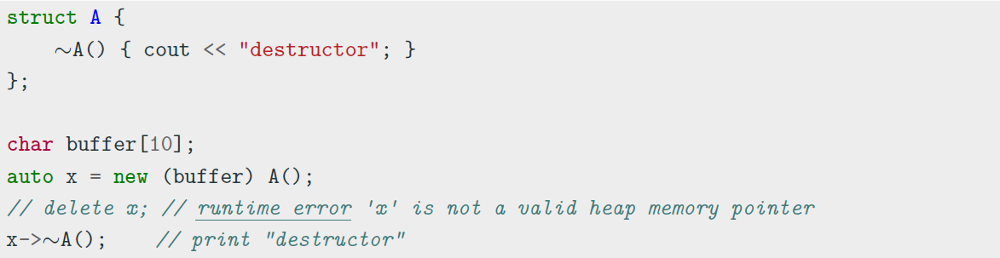 struct A {
    ~A() { cout << "destructor"; }
};

char buffer[10];
auto x = new (buffer) A();
// delete x; // runtime error 'x' is not a valid heap memory pointer
x->~A();    // print "destructor"